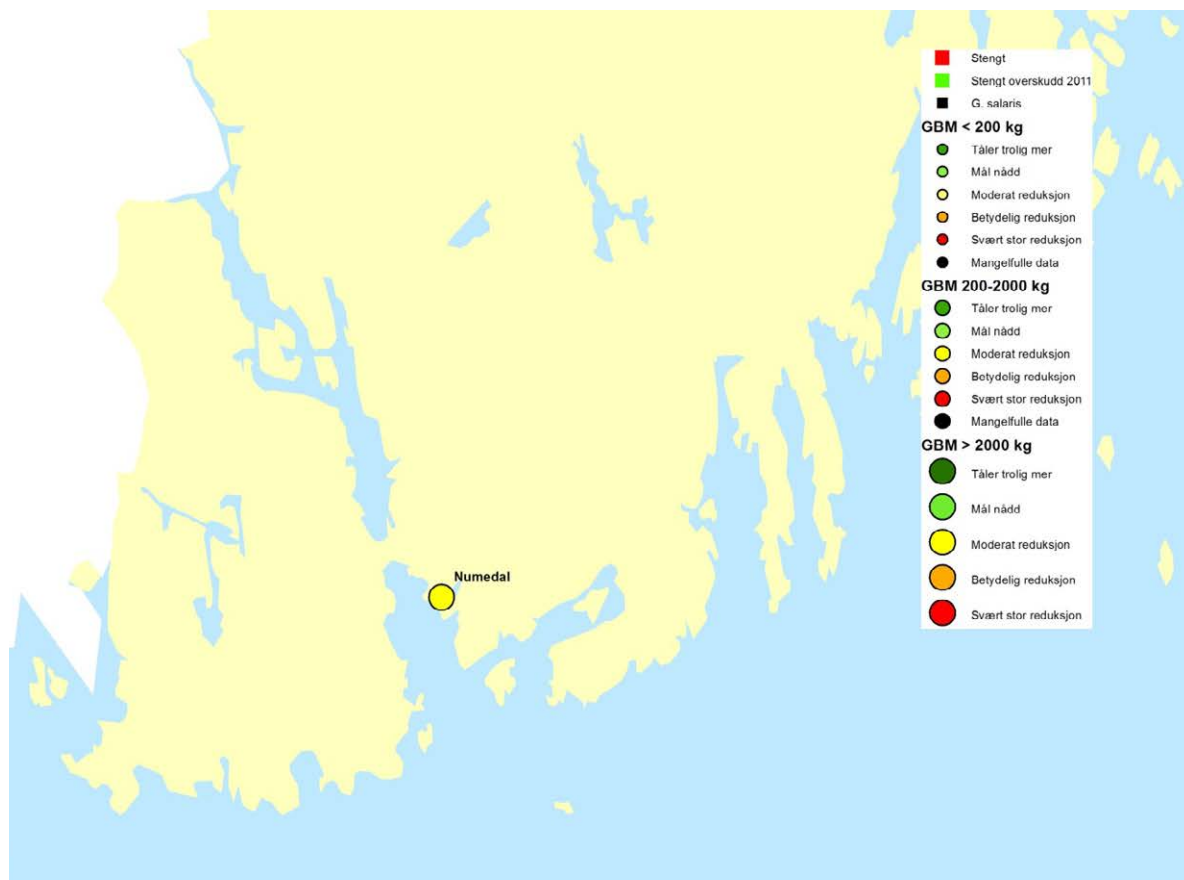 Stengt
Stengt overskudd 2011
G. salaris
GBM < 200 kg
Tåler trolig mer
Mål nådd
Moderat reduksjon
Betydelig reduksjon
Svært stor reduksjon
Mangelfulle data
GBM 200-2000 kg
Tåler trolig mer
Mål nådd
Moderat reduksjon
Betydelig reduksjon
Svært stor reduksjon
Mangelfulle data
GBM > 2000 kg
Tåler trolig mer
Mål nådd
Moderat reduksjon
Betydelig reduksjon
Svært stor reduksjon
Numedal